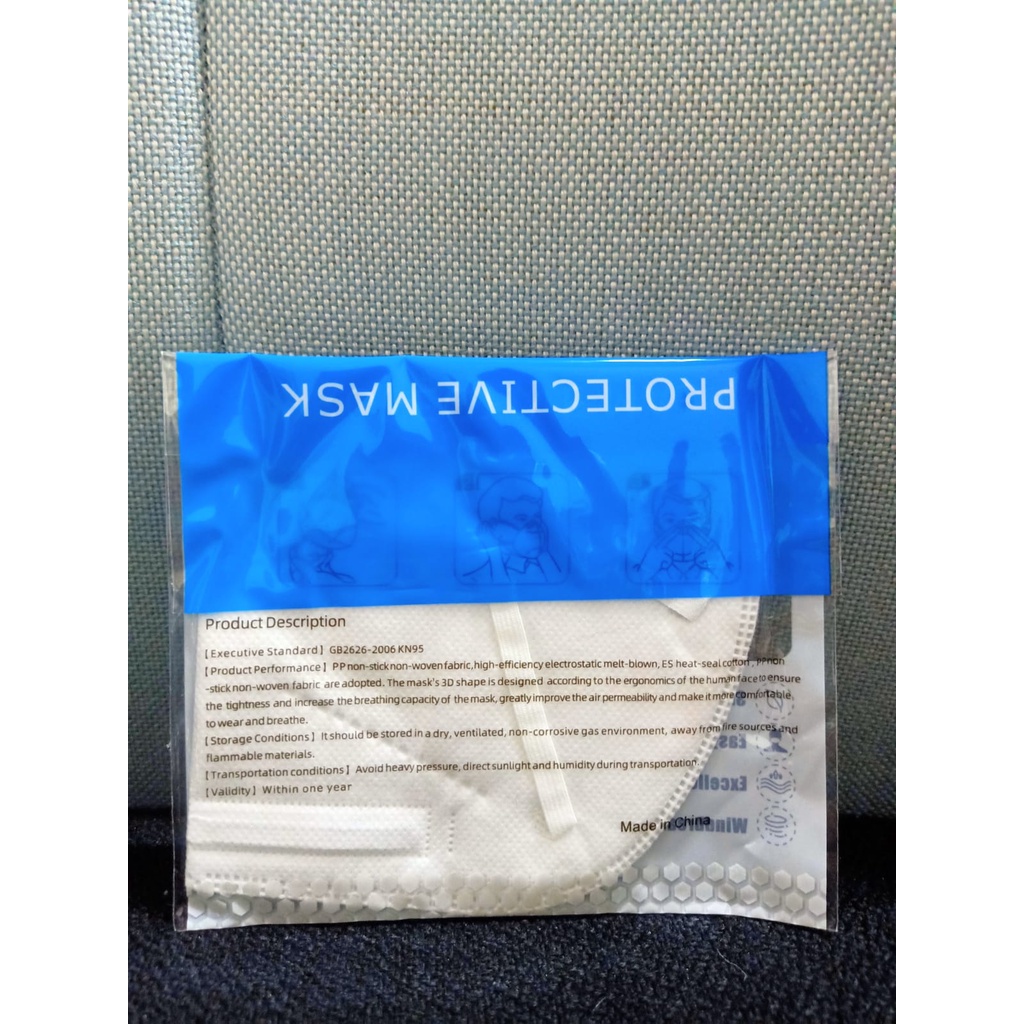 PROTECTIVE MASK
Product Description
[Executive Standard] GB2626-2006 KN95
[Product Performance] PP non-stick non-woven fabric, high-efficiency electrostatic melt-blown, ES heat-seal cotton, PP non
-stick non-woven fabric are adopted. The mask's 3D shape is designed according to the ergonomics of the human face to ensure
the tightness and increase the breathing capacity of the mask, greatly improve the air permeability and make it more comfortable,
to wear and breathe.
[Storage Conditions] It should be stored in a dry, ventilated, non-corrosive gas environment, away from fire sources and
flammable materials.
[Transportation conditions] Avoid heavy pressure, direct sunlight and humidity during transportation.
[Validity] Within one year
Easy
Made in China